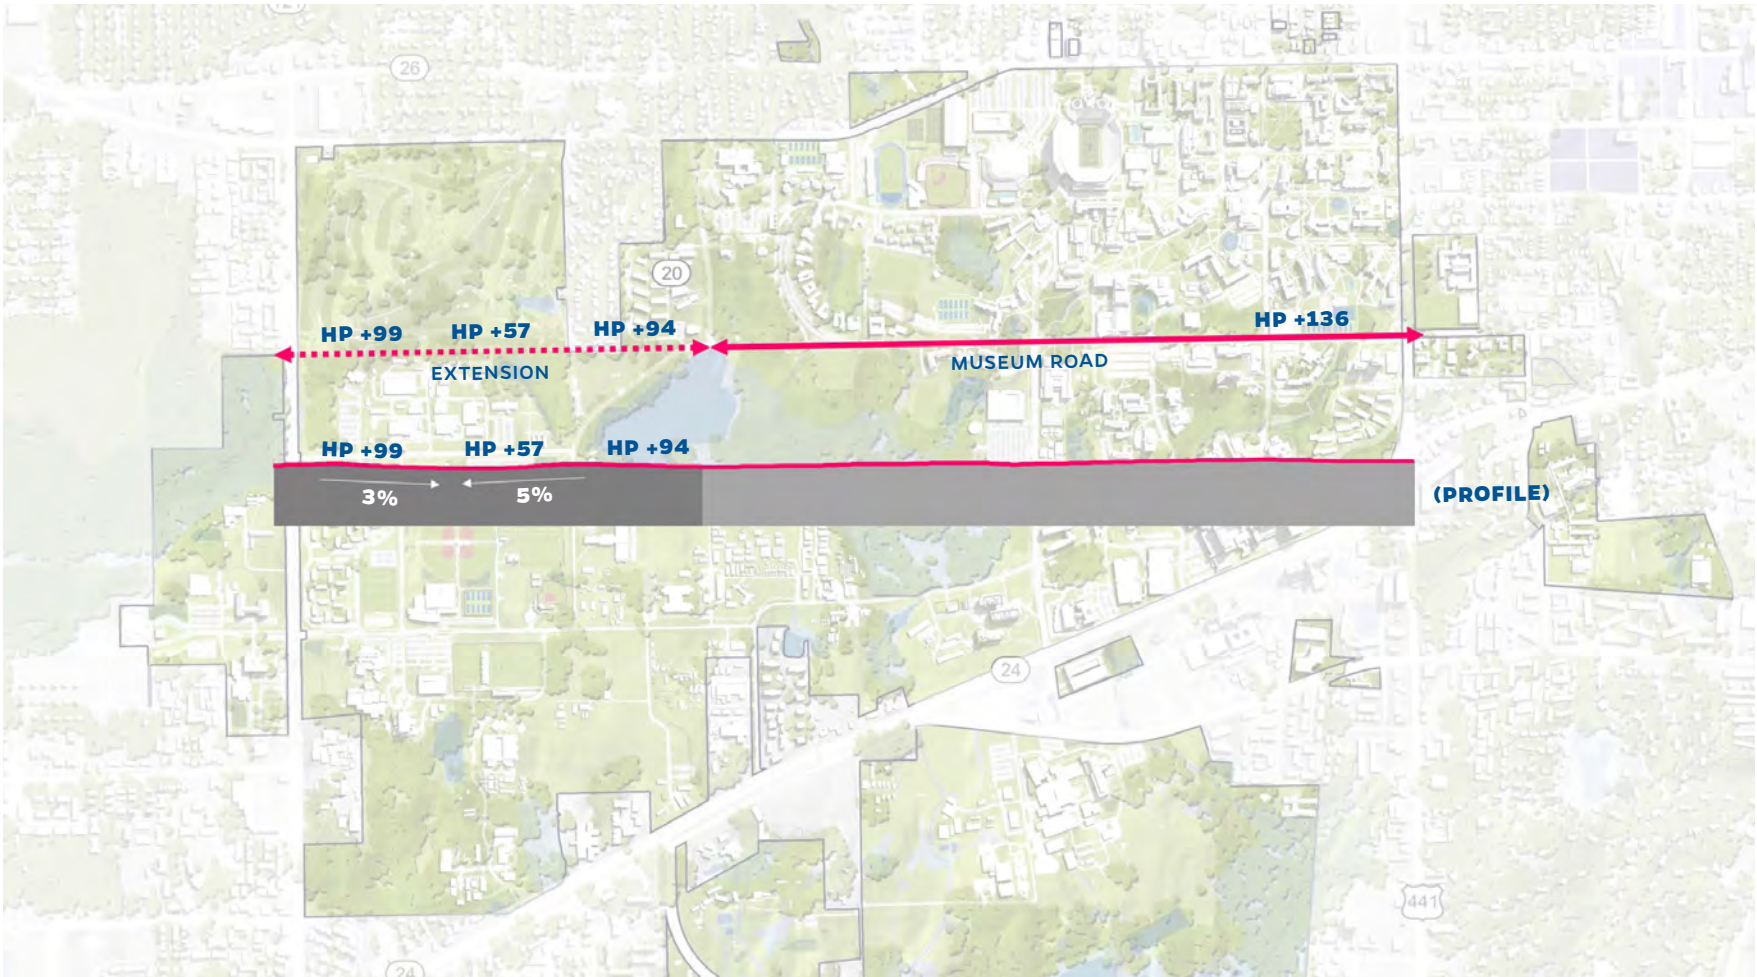 26
20
HP +99 HP +57 HP +94 HP +136
EXTENSION MUSEUM ROAD
HP +99 HP +57 HP +94
3% 5% (PROFILE)
24
441
24